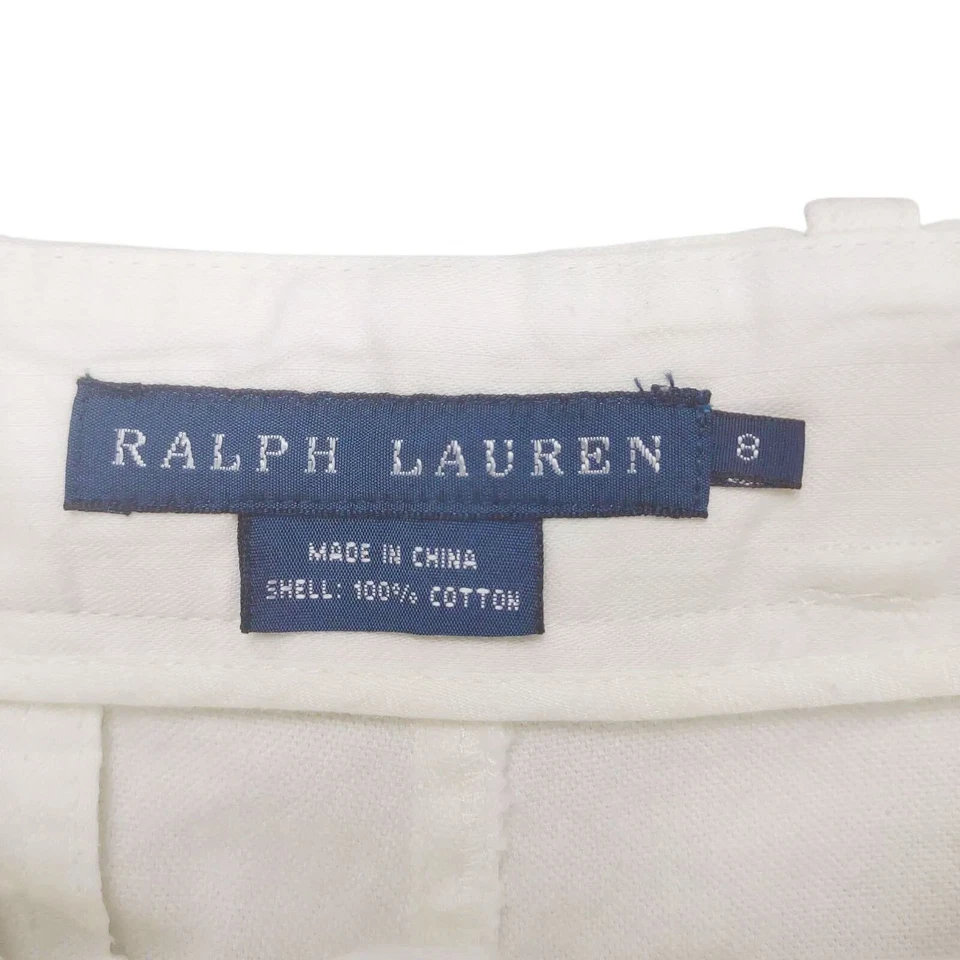 RALPH LAUREN
8
MADE IN CHINA
SHELL: 100% COTTON